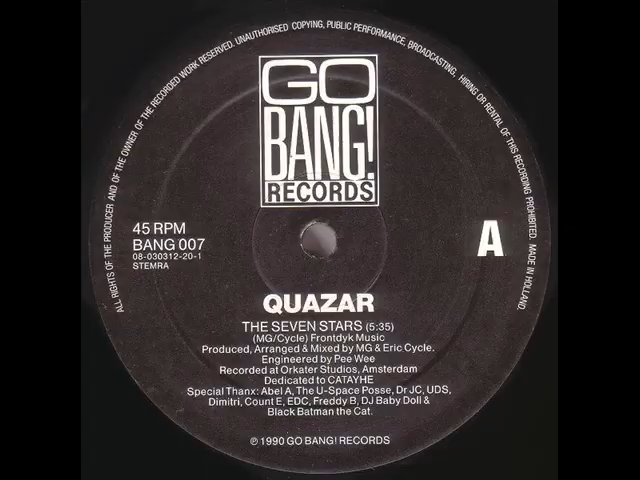 ALL RIGHTS OF THE PRODUCER AND OF THE OWNER OF THE RECORDED WORK RESERVED. UNAUTHORISED COPYING, PUBLIC PERFORMANCE, BROADCASTING. HIRING OR RENTAL OF THIS RECORDING PROHIBITED. MADE IN HOLLAND.
GO
BANG!
RECORDS
45 RPM
BANG 007
08-030312-20-1
STEMRA
A
QUAZAR
THE SEVEN STARS (5:35)
(MG/Cycle) Frontdyk Music
Produced, Arranged & Mixed by MG & Eric Cycle.
Engineered by Pee Wee
Recorded at Orkater Studios, Amsterdam
Dedicated to CATAYHE
Special Thanx: Abel A, The U-Space Posse, Dr JC, UDS,
Dimitri, Count E, EDC, Freddy B, DJ Baby Doll &
Black Batman the Cat.
℗ 1990 GO BANG! RECORDS